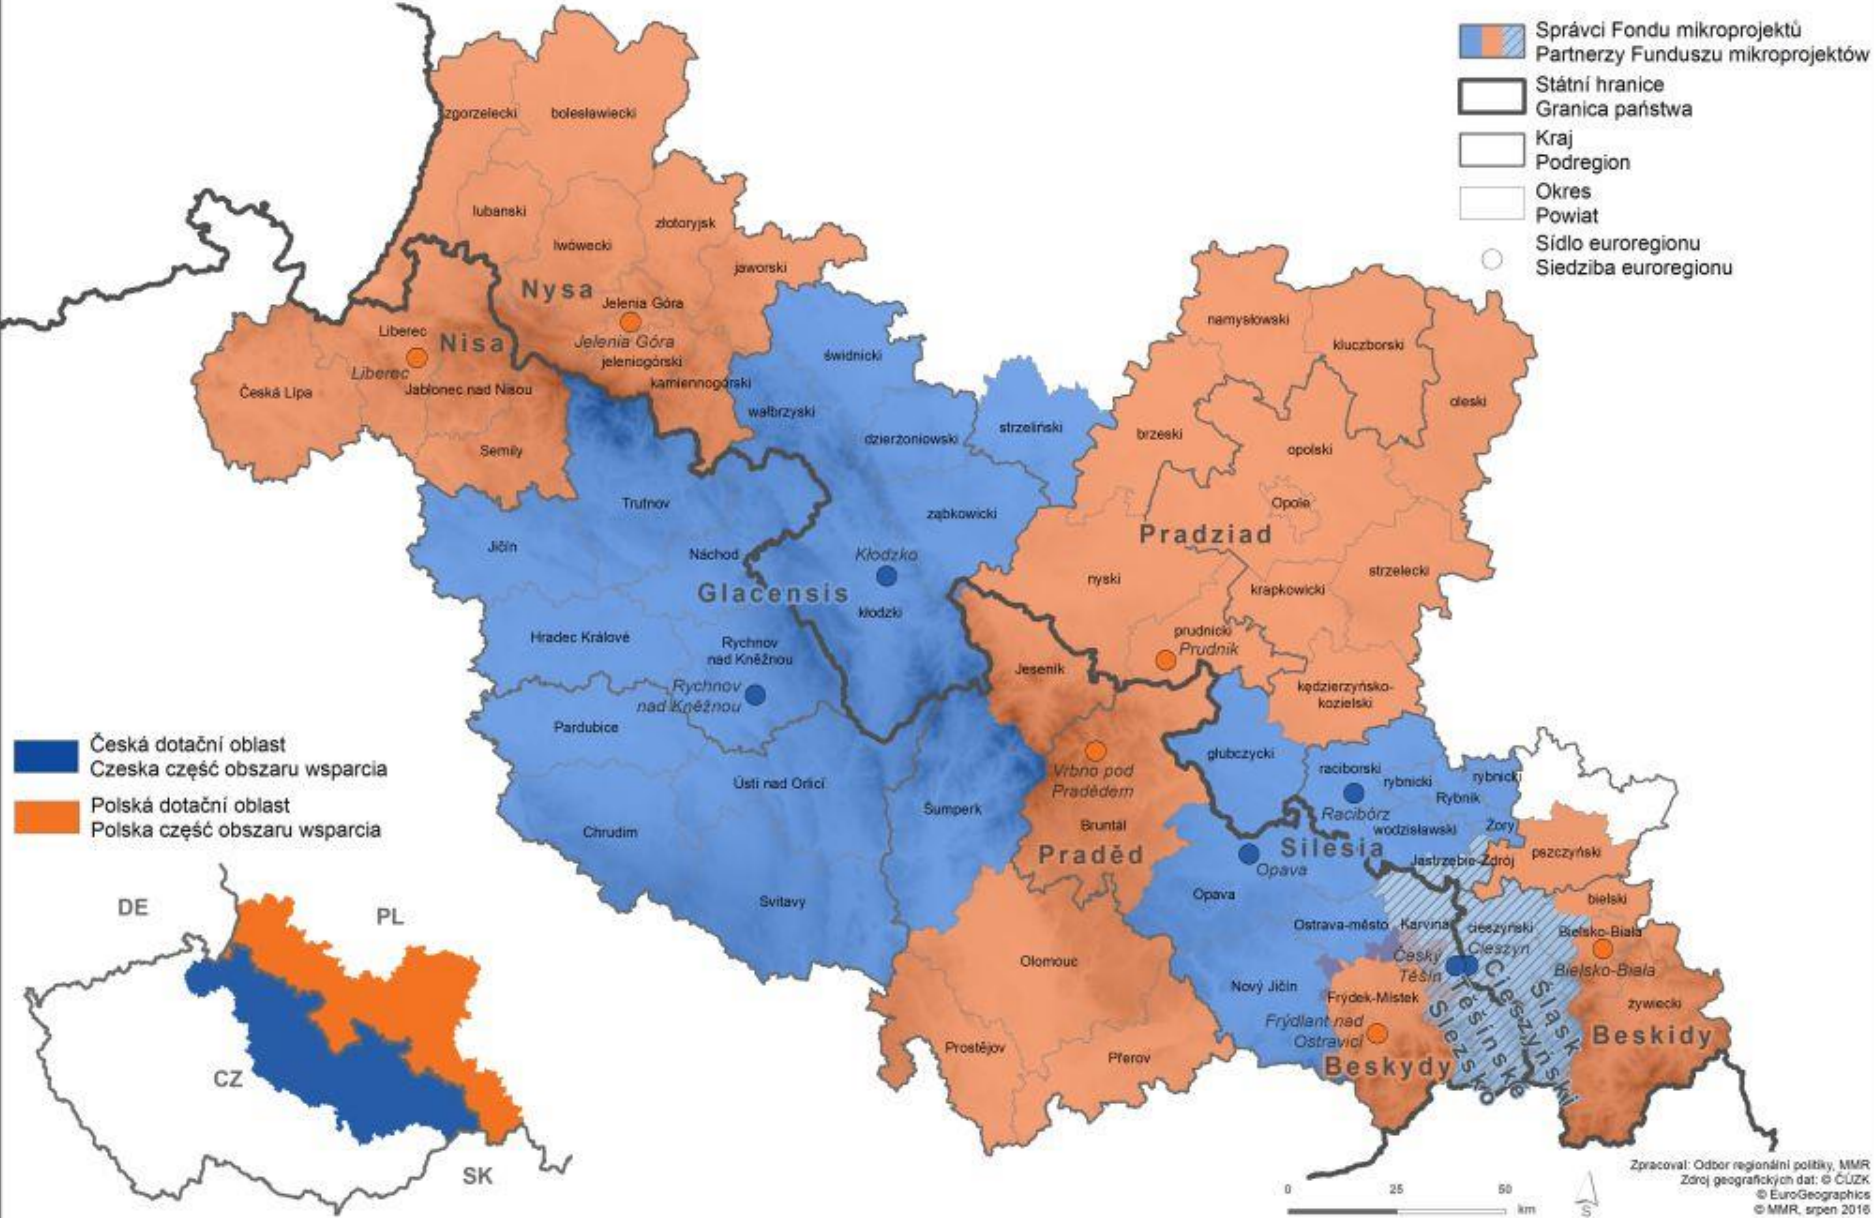 Správci Fondu mikroprojektů
Partnerzy Funduszu mikroprojektów
Státní hranice
Granica państwa
Kraj
Podregion
Okres
Powiat
Sídlo euroregionu
Siedziba euroregionu
zgorzelecki
bolesławiecki
lubanski
złotoryjsk
lwówecki
jaworski
Nysa
Jelenia Góra
Jelenia Góra
jeleniogórski
kamiennogórski
Liberec
Nisa
Liberec
Česká Lípa
Jablonec nad Nisou
Semily
świdnicki
wałbrzyski
dzierżoniowski
strzeliński
ząbkowicki
Trutnov
Jičín
Náchod
Kłodzko
Glacensis
kłodzki
Hradec Králové
Rychnov
nad Kněžnou
Rychnov
nad Kněžnou
Pardubice
Ústí nad Orlicí
Chrudim
Svitavy
Šumperk
namysłowski
kluczborski
oleski
brzeski
opolski
Opole
Pradziad
nyski
strzelecki
krapkowicki
prudnicki
Prudnik
kędzierzyńsko-
kozielski
Jeseník
Vrbno pod
Pradědem
Bruntál
Praděd
Olomouc
Prostějov
Přerov
głubczycki
raciborski
rybnicki
rybnicki
Rybnik
Racibórz
wodzisławski
Żory
Silesia
Jastrzębie-Zdrój
pszczyński
Opava
Opava
bielski
Ostrava-město
Karviná
cieszyński
Bielsko-Biała
Český
Těšín
Cieszyn
Bielsko-Biała
Nový Jičín
Frýdek-Místek
żywiecki
Frýdlant nad
Ostravicí
Beskydy
Těšínské
Slezsko
Śląsk
Cieszyński
Beskidy
Česká dotační oblast
Czeska część obszaru wsparcia
Polská dotační oblast
Polska część obszaru wsparcia
DE
PL
CZ
SK
0 25 50
km
S
Zpracoval: Odbor regionální politiky, MMR
Zdroj geografických dat: © ČÚZK
© EuroGeographics
© MMR, srpen 2016